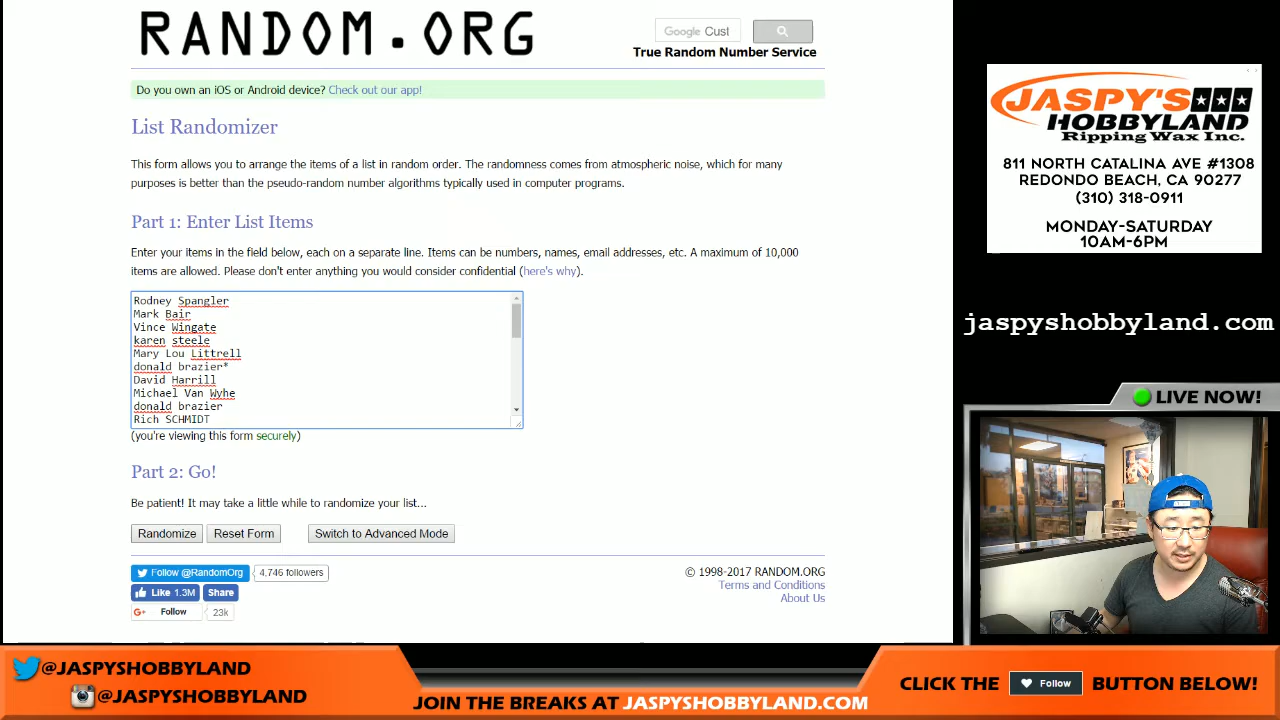 RANDOM.ORG
Google Cust
True Random Number Service
Do you own an iOS or Android device? Check out our app!
List Randomizer
This form allows you to arrange the items of a list in random order. The randomness comes from atmospheric noise, which for many
purposes is better than the pseudo-random number algorithms typically used in computer programs.
Part 1: Enter List Items
Enter your items in the field below, each on a separate line. Items can be numbers, names, email addresses, etc. A maximum of 10,000
items are allowed. Please don't enter anything you would consider confidential (here's why).
Rodney Spangler
Mark Bair
Vince Wingate
karen steele
Mary Lou Littrell
donald brazier*
David Harrill
Michael Van Wyhe
donald brazier
Rich SCHMIDT
(you're viewing this form securely)
Part 2: Go!
Be patient! It may take a little while to randomize your list...
Randomize Reset Form Switch to Advanced Mode
Follow @RandomOrg 4,746 followers
Like 1.3M Share
G+ Follow 23k
© 1998-2017 RANDOM.ORG
Terms and Conditions
About Us
JASPY'S
HOBBYLAND
Ripping Wax Inc.
811 NORTH CATALINA AVE #1308
REDONDO BEACH, CA 90277
(310) 318-0911
MONDAY-SATURDAY
10AM-6PM
jaspyshobbyland.com
LIVE NOW!
@JASPYSHOBBYLAND
@JASPYSHOBBYLAND
JOIN THE BREAKS AT JASPYSHOBBYLAND.COM
CLICK THE Follow BUTTON BELOW!